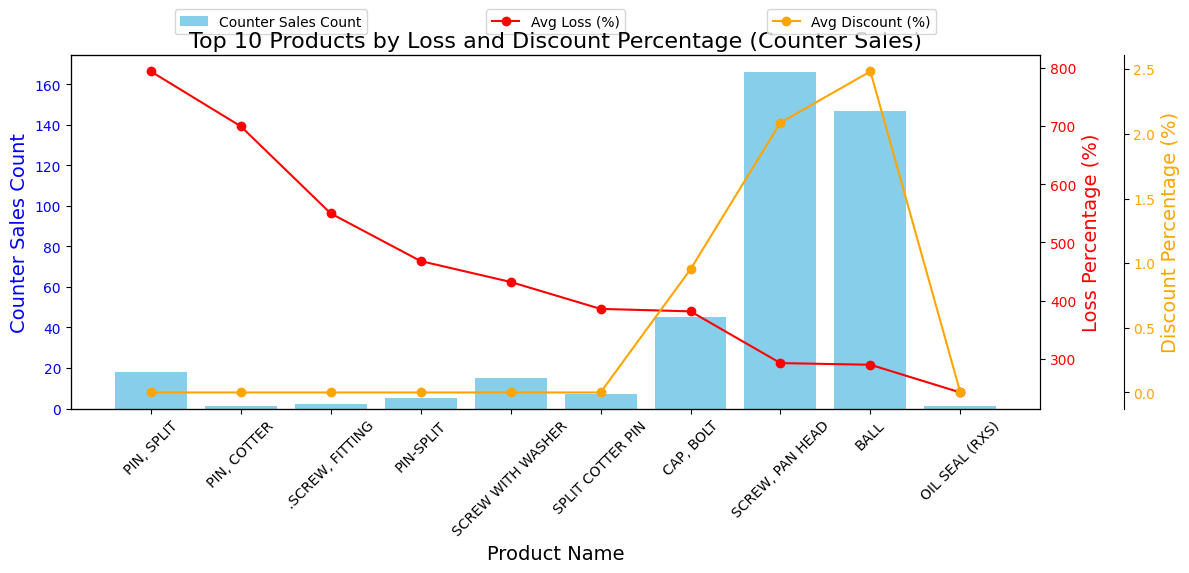 Counter Sales Count
Avg Loss (%)
Avg Discount (%)
Top 10 Products by Loss and Discount Percentage (Counter Sales)
Counter Sales Count
160
140
120
100
80
60
40
20
0
800
700
600
500
400
300
Loss Percentage (%)
2.5
2.0
1.5
1.0
0.5
0.0
Discount Percentage (%)
PIN, SPLIT
PIN, COTTER
.SCREW, FITTING
PIN-SPLIT
SCREW WITH WASHER
SPLIT COTTER PIN
CAP, BOLT
SCREW, PAN HEAD
BALL
OIL SEAL (RXS)
Product Name